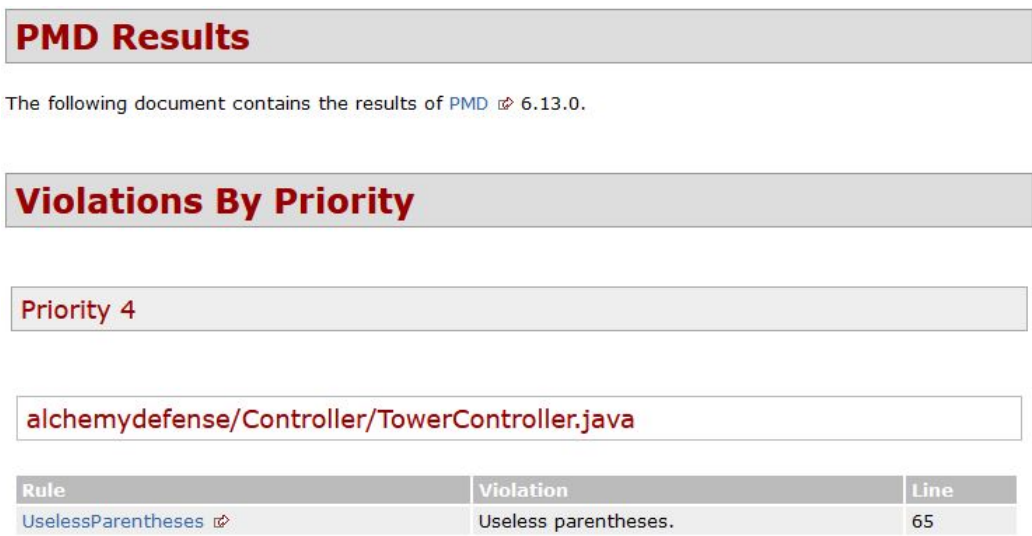 PMD Results
The following document contains the results of PMD 6.13.0.
Violations By Priority
Priority 4
alchemydefense/Controller/TowerController.java
Rule Violation Line
UselessParentheses Useless parentheses. 65